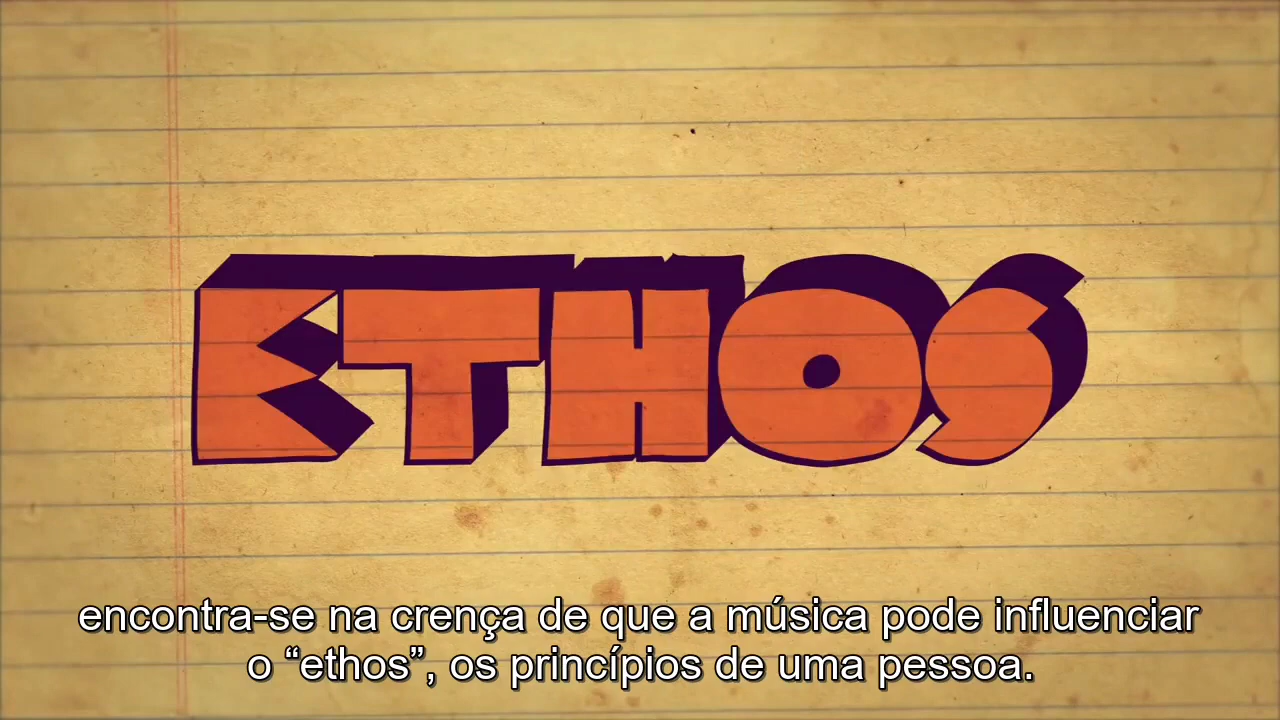 ETHOS
encontra-se na crença de que a música pode influenciar
o “ethos”, os princípios de uma pessoa.